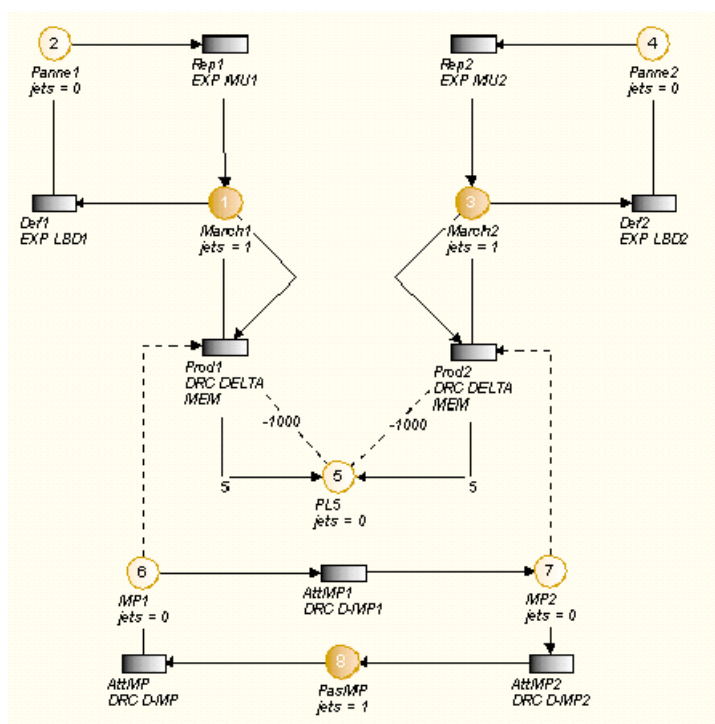 2
4
Panne1
jets = 0
Rep1
EXP MU1
Rep2
EXP MU2
Panne2
jets = 0
1
3
Def1
EXP LBD1
March1
jets = 1
March2
jets = 1
Def2
EXP LBD2
Prod1
DRC DELTA
MEM
Prod2
DRC DELTA
MEM
-1000
-1000
5
5
5
PL5
jets = 0
6
7
MP1
jets = 0
AttMP1
DRC D-MP1
MP2
jets = 0
8
AttMP
DRC D-MP
PasMP
jets = 1
AttMP2
DRC D-MP2